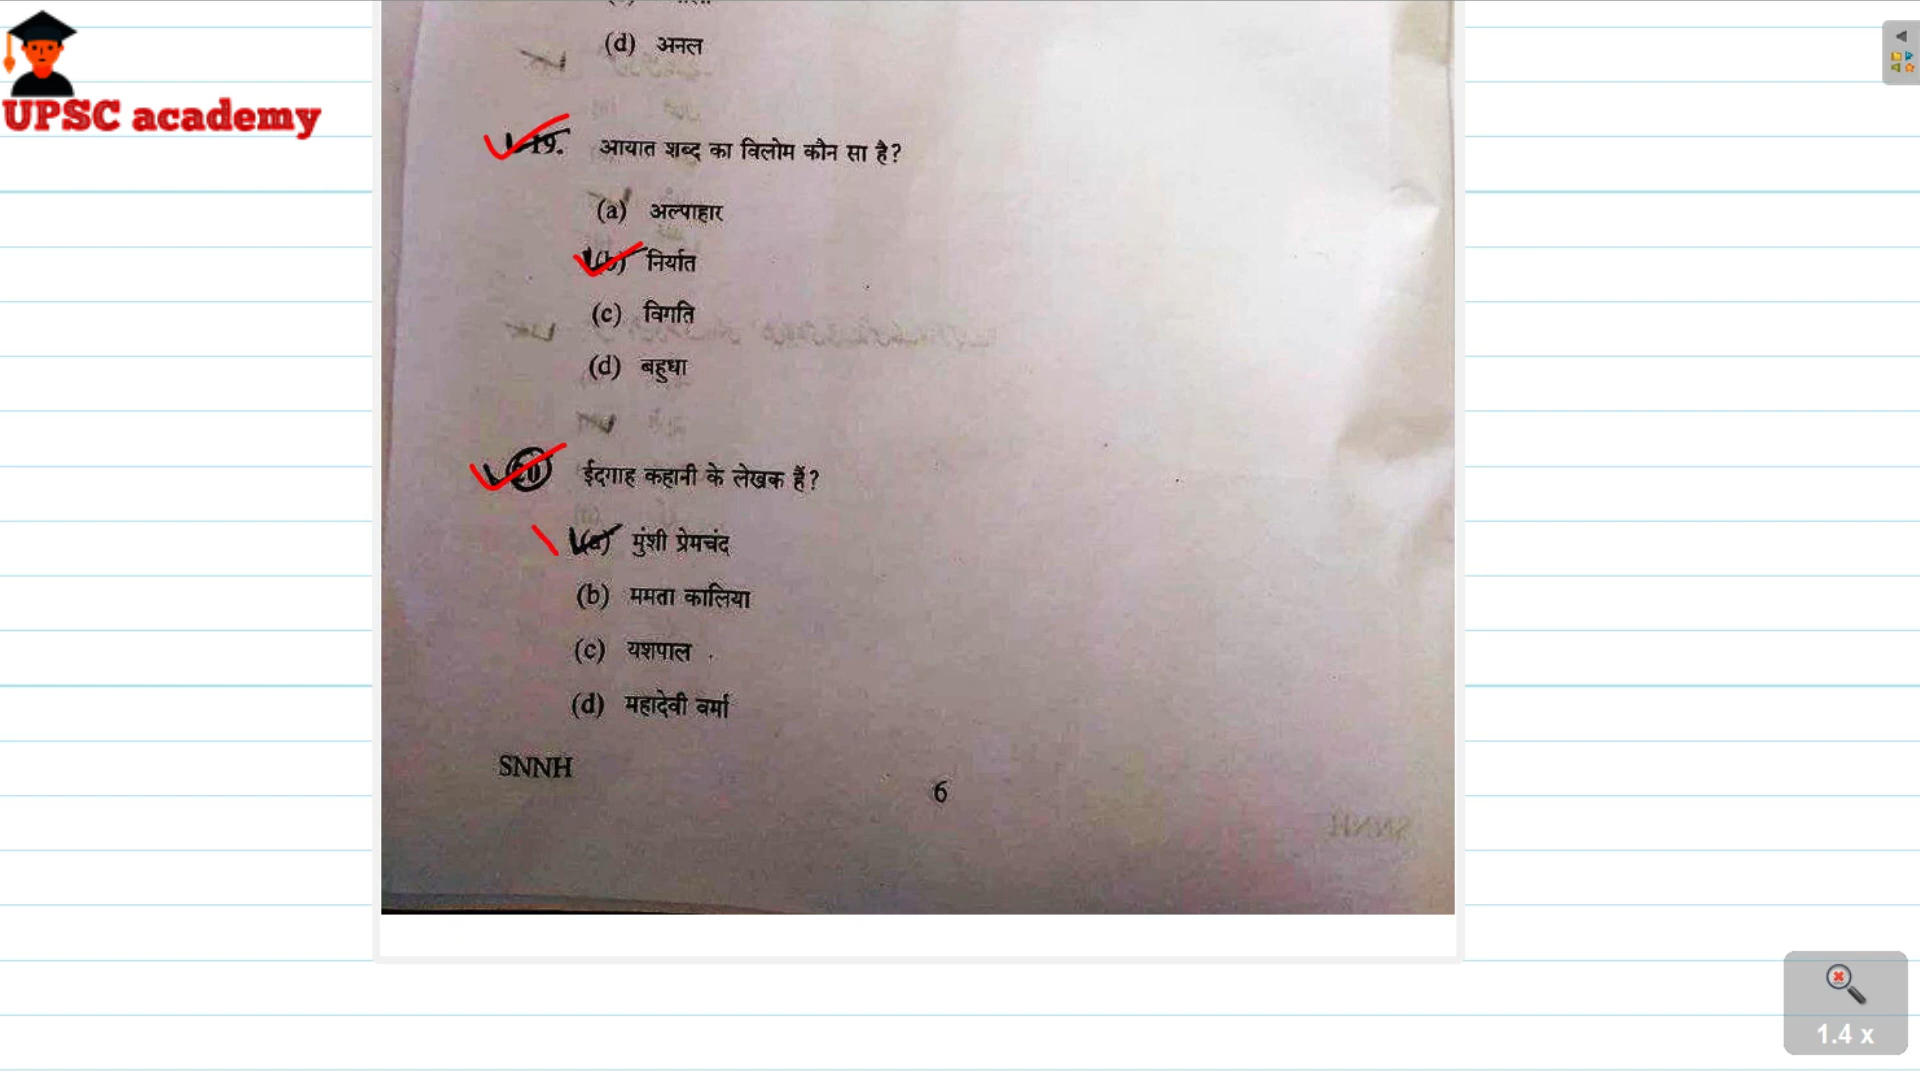 (d) अनल
UPSC academy
19. आयात शब्द का विलोम कौन सा है?
(a) अल्पाहार
(b) निर्यात
(c) विगति
(d) बहुधा
20 ईदगाह कहानी के लेखक हैं?
(a) मुंशी प्रेमचंद
(b) ममता कालिया
(c) यशपाल
(d) महादेवी वर्मा
SNNH
6
1.4 x